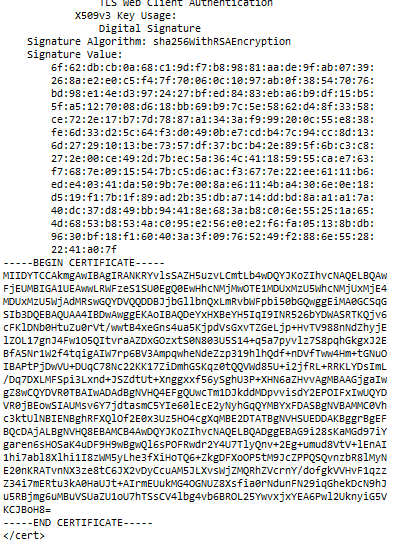 TLS Web Client Authentication
X509v3 Key Usage:
Digital Signature
Signature Algorithm: sha256WithRSAEncryption
Signature Value:
6f:62:db:cb:0a:68:c1:9d:f7:b8:98:81:aa:de:9f:ab:07:39:
26:8a:e2:e0:c5:f4:7f:70:06:0c:10:97:ab:0f:38:54:70:76:
bd:98:e1:4e:d3:97:24:27:bf:ed:84:83:eb:a6:b9:df:15:b5:
5f:a5:12:70:08:d6:18:bb:69:b9:7c:5e:58:62:d4:8f:33:58:
ce:72:2e:17:b7:7d:78:87:a1:34:3a:f9:99:20:0c:55:e8:38:
fe:6d:33:d2:5c:64:f3:d0:49:0b:e7:cd:b4:7c:94:cc:8d:13:
6d:27:29:10:13:be:73:57:df:37:bc:b4:2e:89:5f:6b:c3:c8:
27:2e:00:ce:49:2d:7b:ec:5a:36:4c:41:18:59:55:ca:e7:63:
f7:68:7e:09:15:54:7b:c5:d6:ac:f3:67:7e:22:ee:61:11:b6:
ed:e4:03:41:da:50:9b:7e:00:8a:e6:11:4b:a4:30:6e:0e:18:
d5:19:f1:7b:1f:89:ad:2b:35:d0:a7:14:dd:bd:8a:a1:a1:7a:
40:dc:37:d8:49:bb:94:41:8e:68:3a:b8:c0:6e:55:25:1a:65:
4d:68:53:b8:53:4a:c0:95:e2:56:e0:e2:f6:fa:05:13:8b:db:
96:30:bf:18:f1:60:40:3a:3f:09:76:52:49:f2:88:6e:55:28:
22:41:a0:7f
-----BEGIN CERTIFICATE-----
MIIDYTCCAkmgAwIBAgIRANKRYvlsSAZH5uzvLCmtLb4wDQYJKoZIhvcNAQELBQAw
FjEUMBIGA1UEAwwLRWFzeS1SU0EgQ0EwHhcNMjMwOTE1MDUxMzU5WhcNMjUxMjE4
MDUxMzU5WjAdMRswGQYDVQQDDBJjbGllbnQxLmRvbWFpbi50bGQwggEiMA0GCSqG
SIb3DQEBAQUAA4IBDwAwggEKAoIBAQDeYxHXBeYH5IqI9INR526bYDWASRTKQjv6
cFKlDNb0HtuZu0rVt/wwtB4xeGns4ua5KjpdVsGxvTZGeLjp+HvTV988nNdZhyjE
lZOL17gnJ4Fw1O5QItvraAZDxGOzxtS0N803U5S14+q5a7pyvlz7S8pqhGkgxJ2E
BfASNr1W2f4tqigAIW7rp6BV3AmpqwheNdeZzp319hlhQdf+nDVfTww4Hm+tGNuO
IBAPtPjDwVU+DUqC78Nc22KK17ZiDmhGSKqz0tQQVWd85U+i2jfRL+RRKLYDsImL
/Dq7DXLMFSpi3Lxnd+JSZdtUt+Xnggxxf56ySghU3P+XHN6aZHvvAgMBAAGjgaIw
gZ8wCQYDVR0TBAIwADAdBgNVHQ4EFgQUwcTm1DJkddMDpvvisdY2EPOIFxIwUQYD
VR0jBEowSIAUMsv6Y7jdtasmC5YIe60lEcE2yNyhGqQYMBYxFDASBgNVBAMMC0Vh
c3ktUlNBIENBghRFXQlOf2E0x3Uz5HO4CgXqMBE2DTATBgNVHSUEDDAKBggrBgEF
BQcDAjALBgNVHQ8EBAMCB4AwDQYJKoZIhvcNAQELBQADggEBAG9i28sKaMGd97iY
garen6sHOSaK4uDF9H9wBgwQl6sPOFRwdr2Y4U7TlyQnv+2Eg+umud8VtV+lEnAI
1hi7abl8Xlhi1I8zWM5yLhe3fXiHoTQ6+ZkgDFXoOP5tM9JcZPPQSQvnzbR8lMyN
E20nKRATvnNX3ze8tC6JX2vDyCcuAM5JLXvsWjZMQRhZVcrnY/dofgkVVHvF1qzz
Z34i7mERtu3kA0HaUJt+AIrmEUukMG4OGNUZ8Xsfia0rNdunFN29iqGhekDcN9hJ
u5RBjmg6uMBuVSUaZU1oU7hTSsCV4lbg4vb6BROL25YwvxjxYEA6Pwl2UknyiG5V
KCJBoH8=
-----END CERTIFICATE-----
</cert>